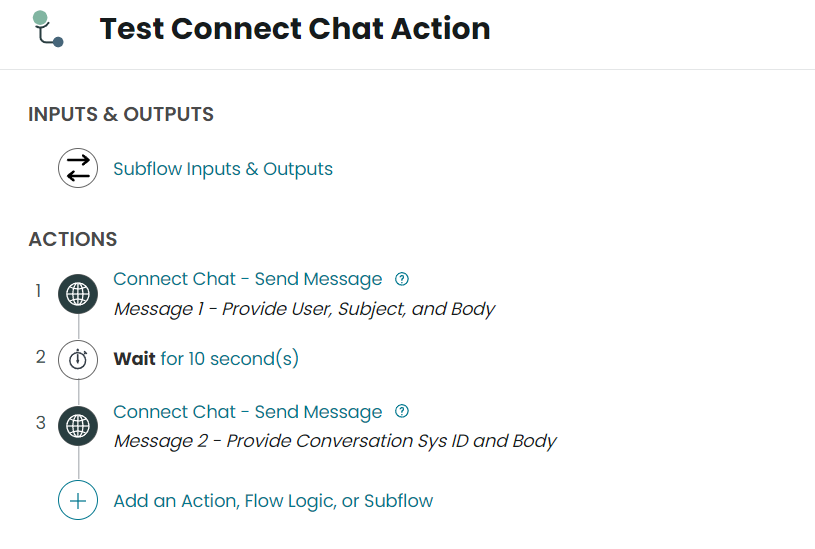 Test Connect Chat Action
INPUTS & OUTPUTS
Subflow Inputs & Outputs
ACTIONS
1 Connect Chat - Send Message ?
Message 1 - Provide User, Subject, and Body
2 Wait for 10 second(s)
3 Connect Chat - Send Message ?
Message 2 - Provide Conversation Sys ID and Body
Add an Action, Flow Logic, or Subflow